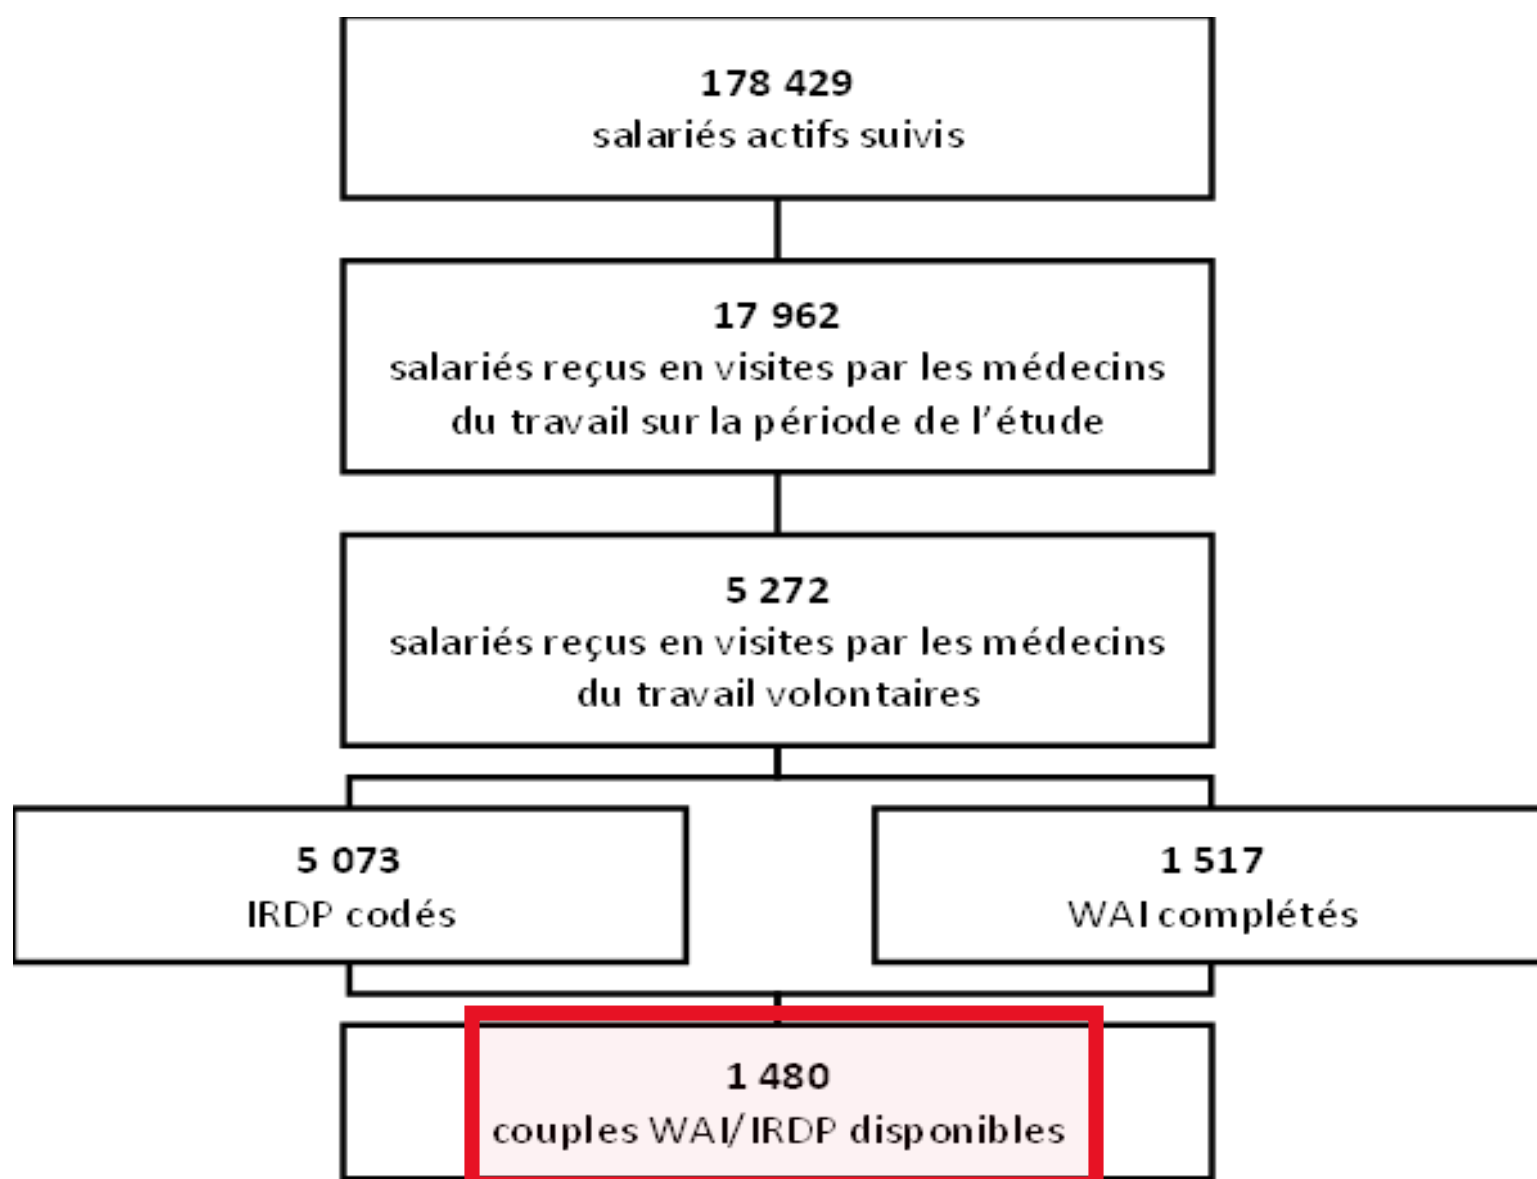 178 429
salariés actifs suivis
17 962
salariés reçus en visites par les médecins
du travail sur la période de l'étude
5 272
salariés reçus en visites par les médecins
du travail volontaires
5 073
IRDP codés
1 517
WAI complétés
1 480
couples WAI/IRDP disponibles